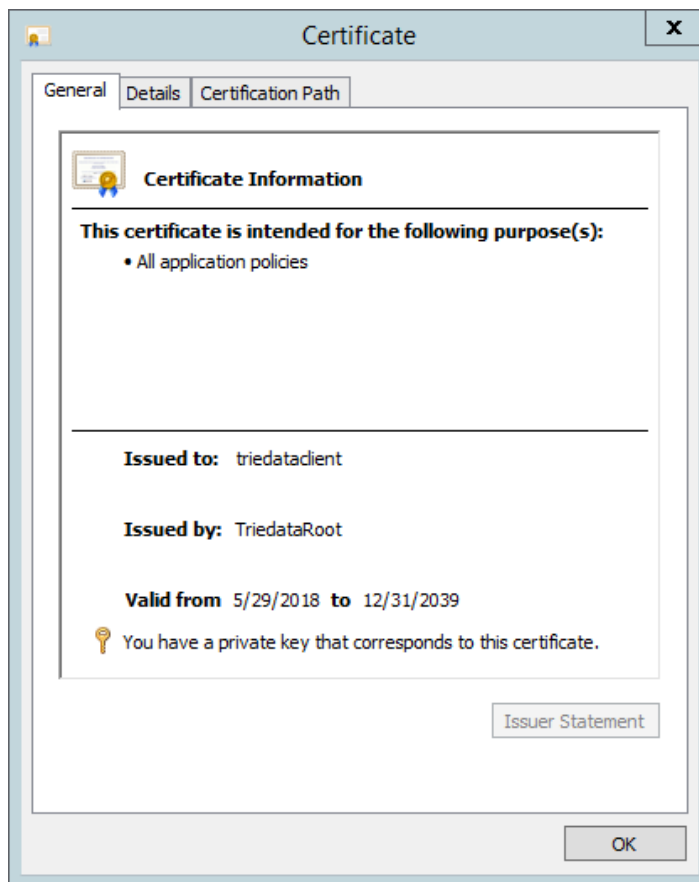 Certificate
X
General Details Certification Path
Certificate Information
This certificate is intended for the following purpose(s):
• All application policies
Issued to: triedataclient
Issued by: TriedataRoot
Valid from 5/29/2018 to 12/31/2039
You have a private key that corresponds to this certificate.
Issuer Statement
OK